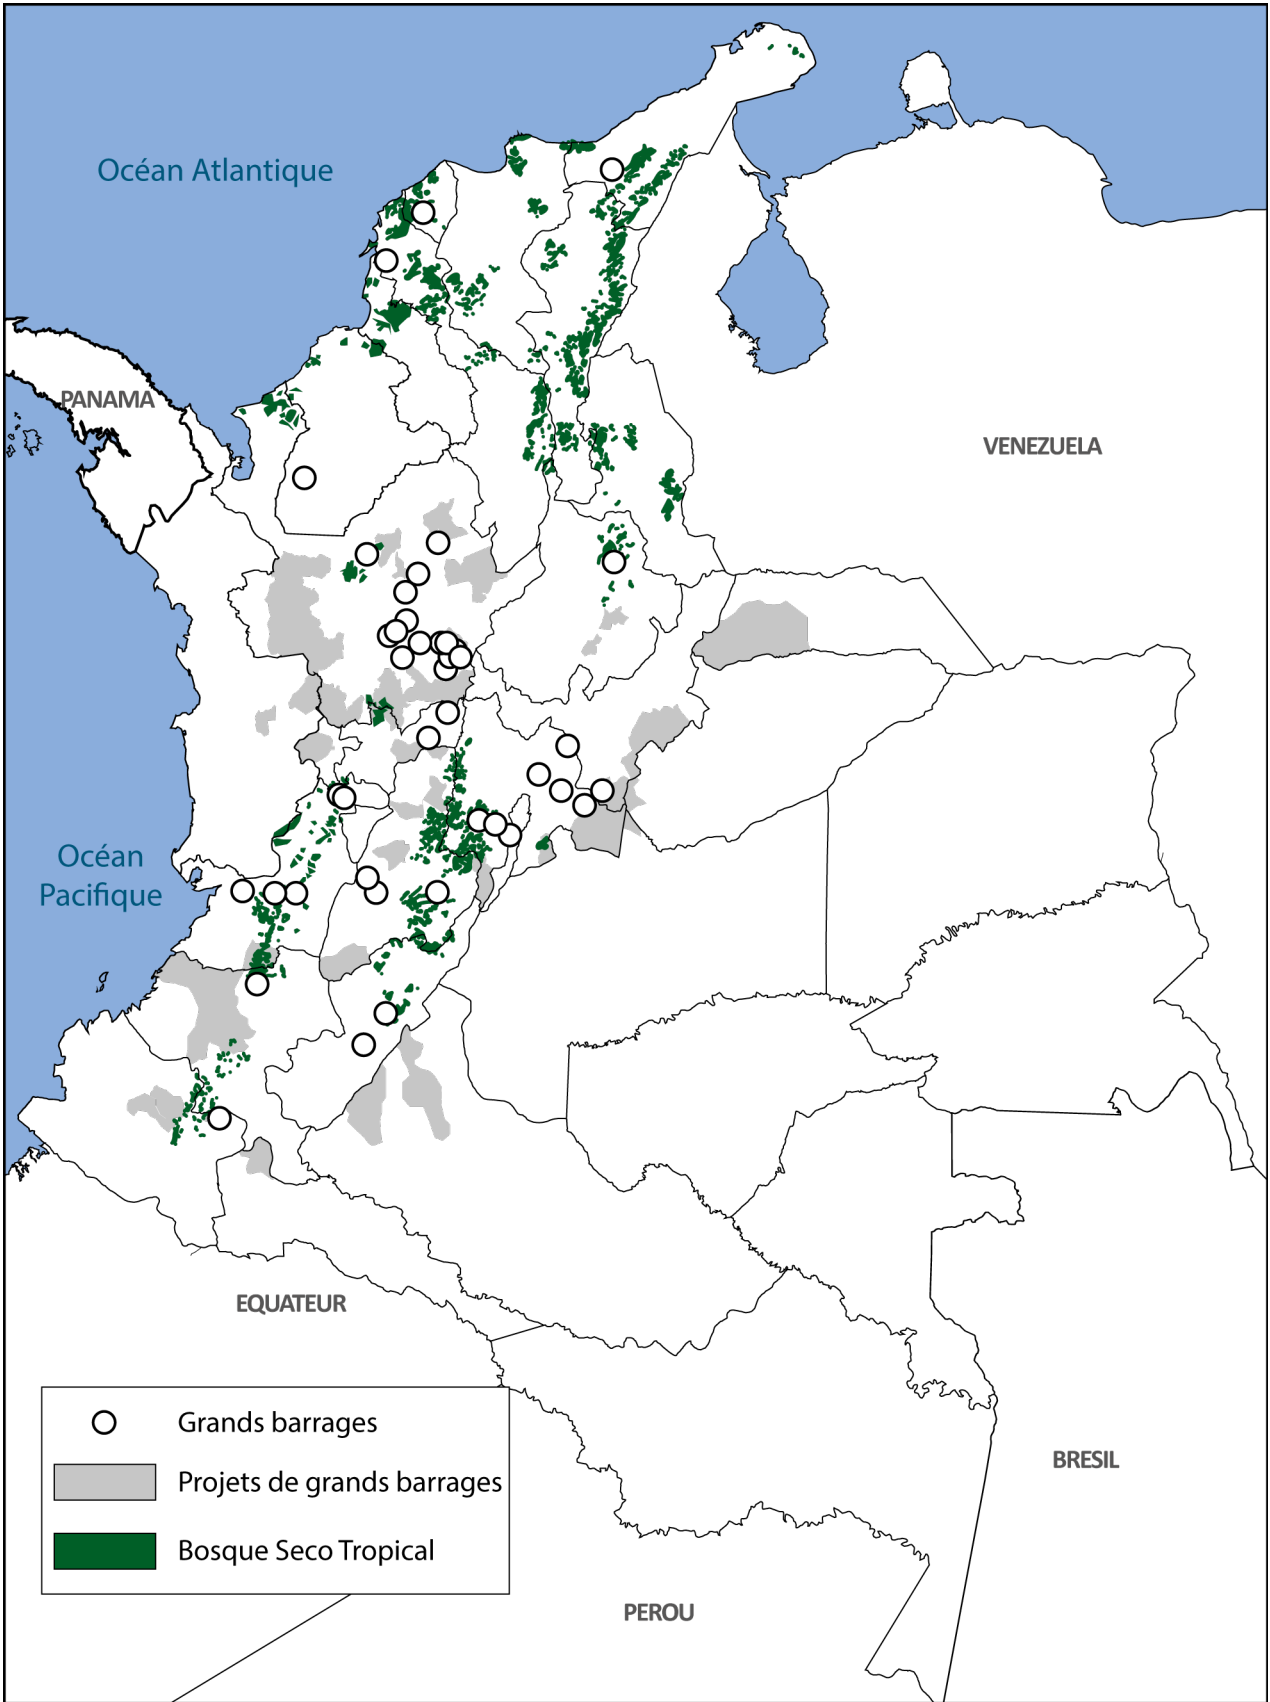 Océan Atlantique
PANAMA
VENEZUELA
Océan
Pacifique
EQUATEUR
Grands barrages
Projets de grands barrages
Bosque Seco Tropical
BRESIL
PEROU